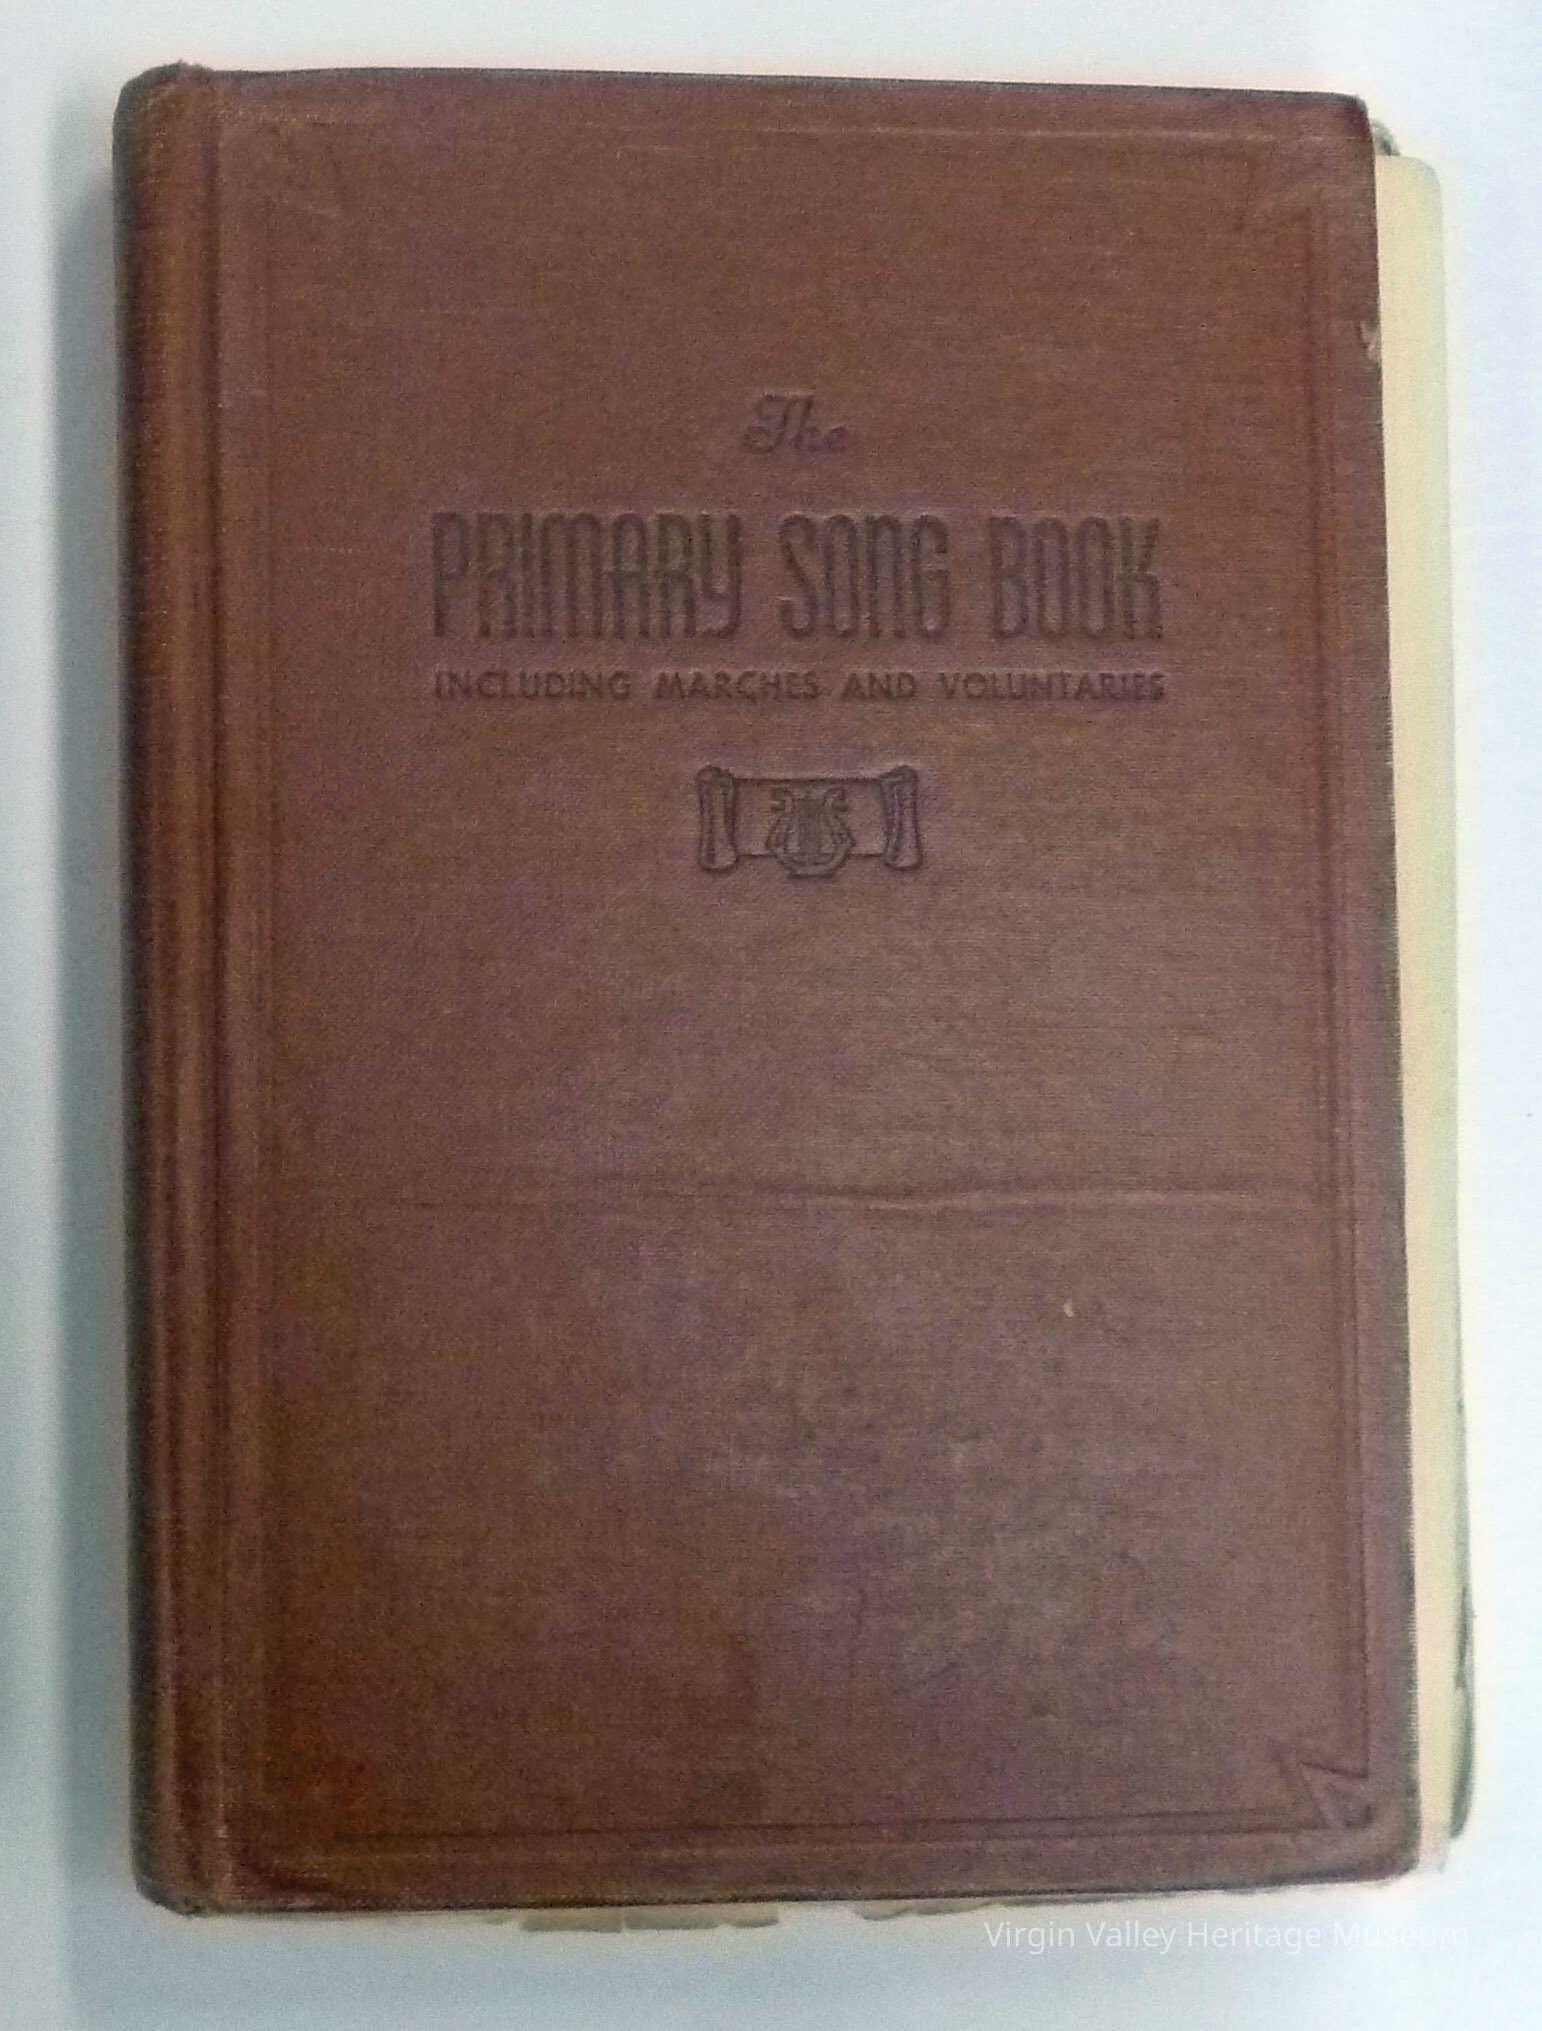 The
PRIMARY SONG BOOK
INCLUDING MARCHES AND VOLUNTARIES
Virgin Valley Heritage Museum